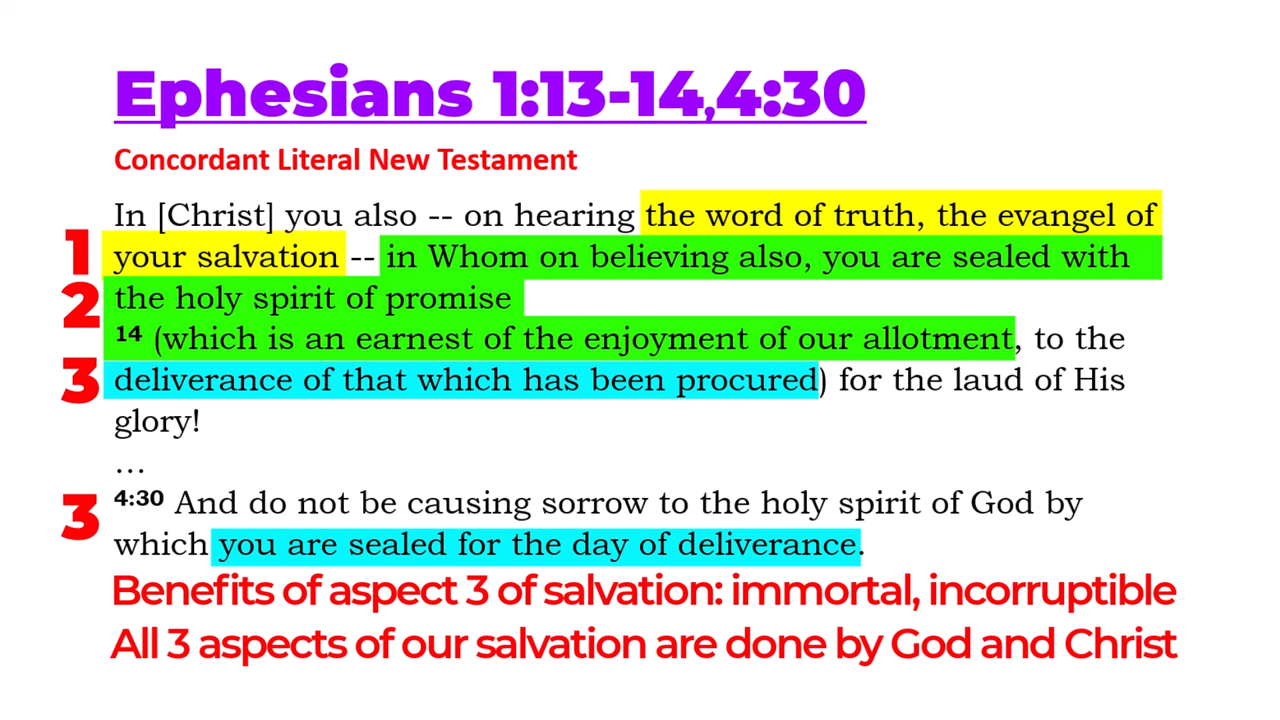 Ephesians 1:13-14,4:30
Concordant Literal New Testament
In [Christ] you also -- on hearing the word of truth, the evangel of
1 your salvation -- in Whom on believing also, you are sealed with
2 the holy spirit of promise
14 (which is an earnest of the enjoyment of our allotment, to the
3 deliverance of that which has been procured) for the laud of His
glory!
…
3 4:30 And do not be causing sorrow to the holy spirit of God by
which you are sealed for the day of deliverance.
Benefits of aspect 3 of salvation: immortal, incorruptible
All 3 aspects of our salvation are done by God and Christ